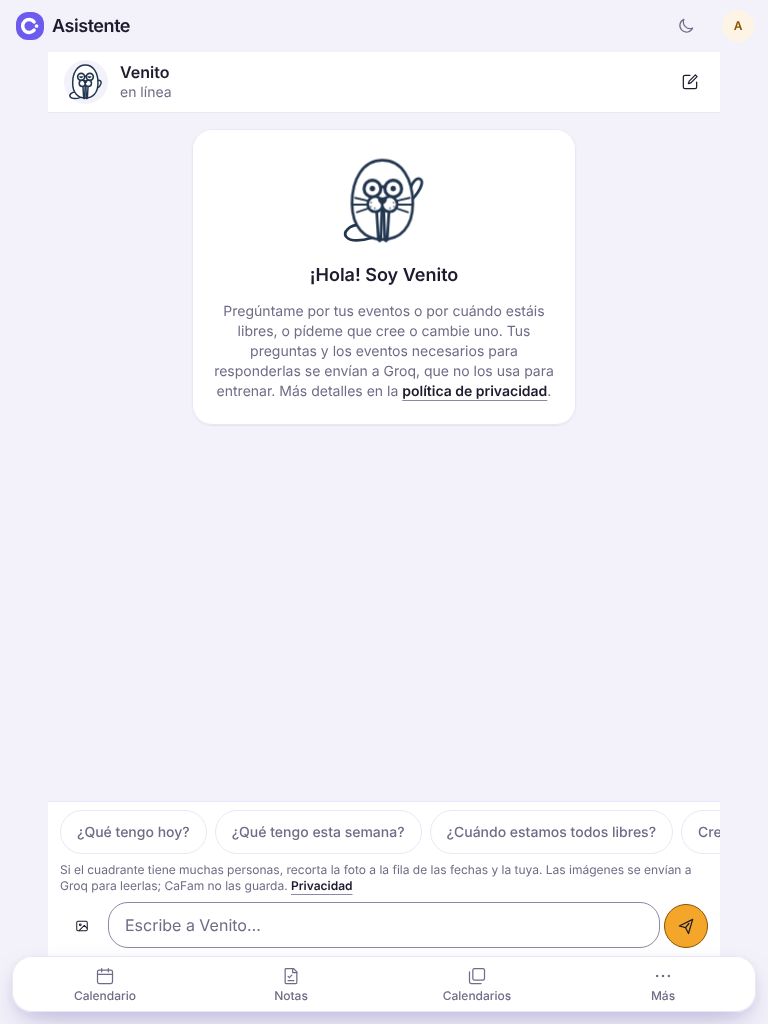 Asistente
A
Venito
en línea
¡Hola! Soy Venito
Pregúntame por tus eventos o por cuándo estáis
libres, o pídeme que cree o cambie uno. Tus
preguntas y los eventos necesarios para
responderlas se envían a Groq, que no los usa para
entrenar. Más detalles en la política de privacidad.
¿Qué tengo hoy?
¿Qué tengo esta semana?
¿Cuándo estamos todos libres?
Cre
Si el cuadrante tiene muchas personas, recorta la foto a la fila de las fechas y la tuya. Las imágenes se envían a
Groq para leerlas; CaFam no las guarda. Privacidad
Escribe a Venito...
Calendario
Notas
Calendarios
Más